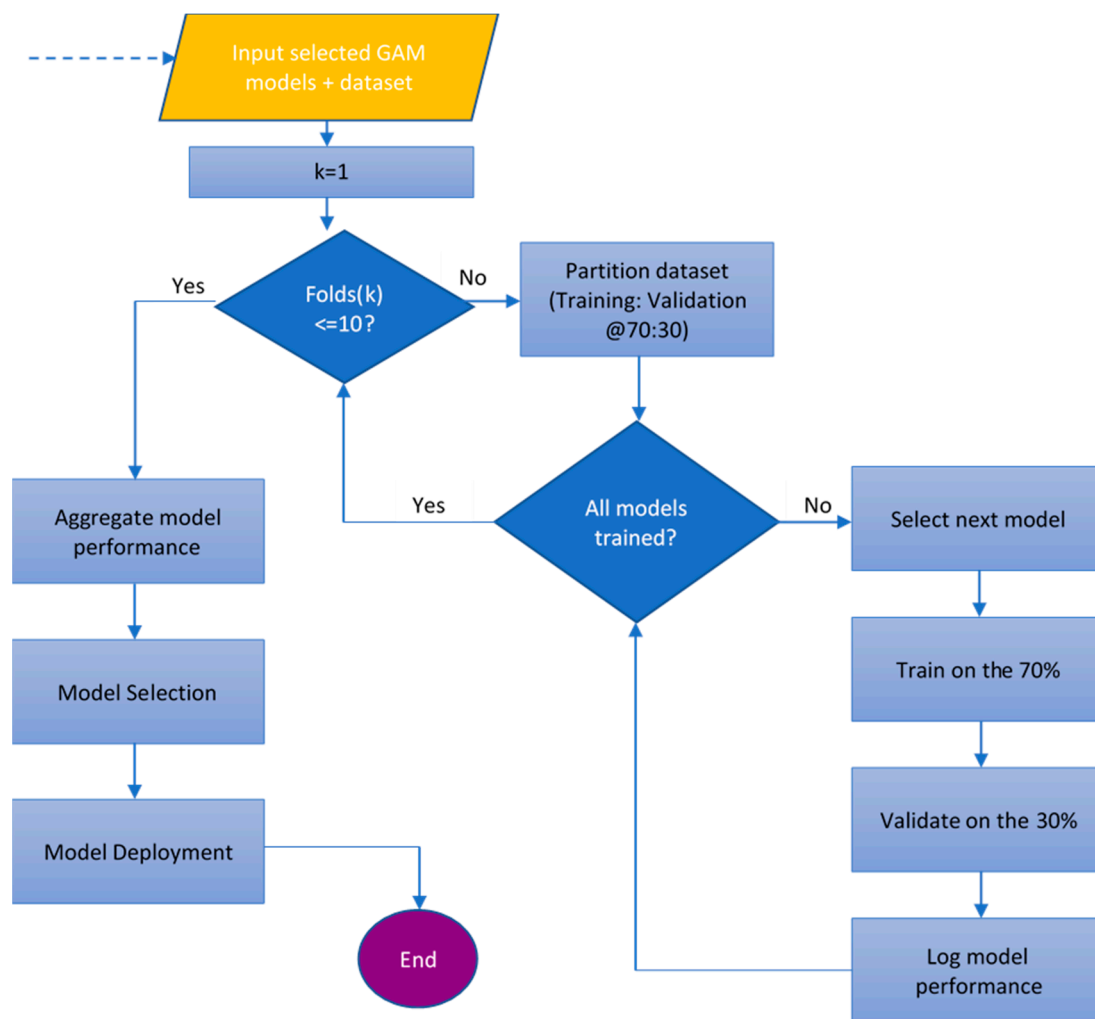 Input selected GAM
models + dataset
k=1
Folds(k)
<=10?
Yes
No
Partition dataset
(Training: Validation
@70:30)
All models
trained?
Yes
No
Select next model
Train on the 70%
Validate on the 30%
Log model
performance
Aggregate model
performance
Model Selection
Model Deployment
End